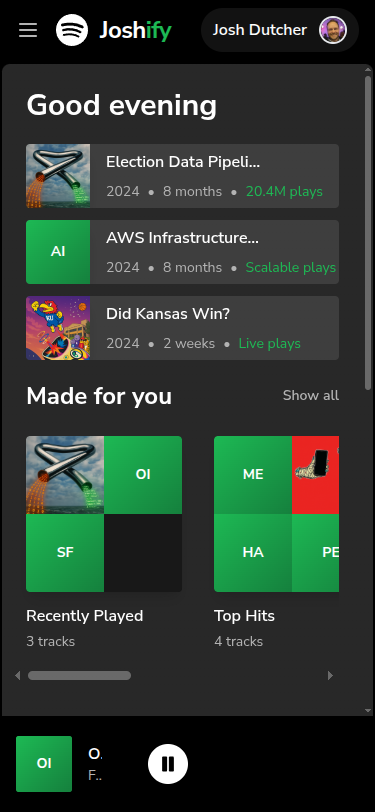 Joshify
Josh Dutcher
Good evening
Election Data Pipeli...
2024 • 8 months • 20.4M plays
AI
AWS Infrastructure...
2024 • 8 months • Scalable plays
Did Kansas Win?
2024 • 2 weeks • Live plays
Made for you
Show all
OI
ME
SF
HA
PE
Recently Played
Top Hits
3 tracks
4 tracks
OI
O.
F..